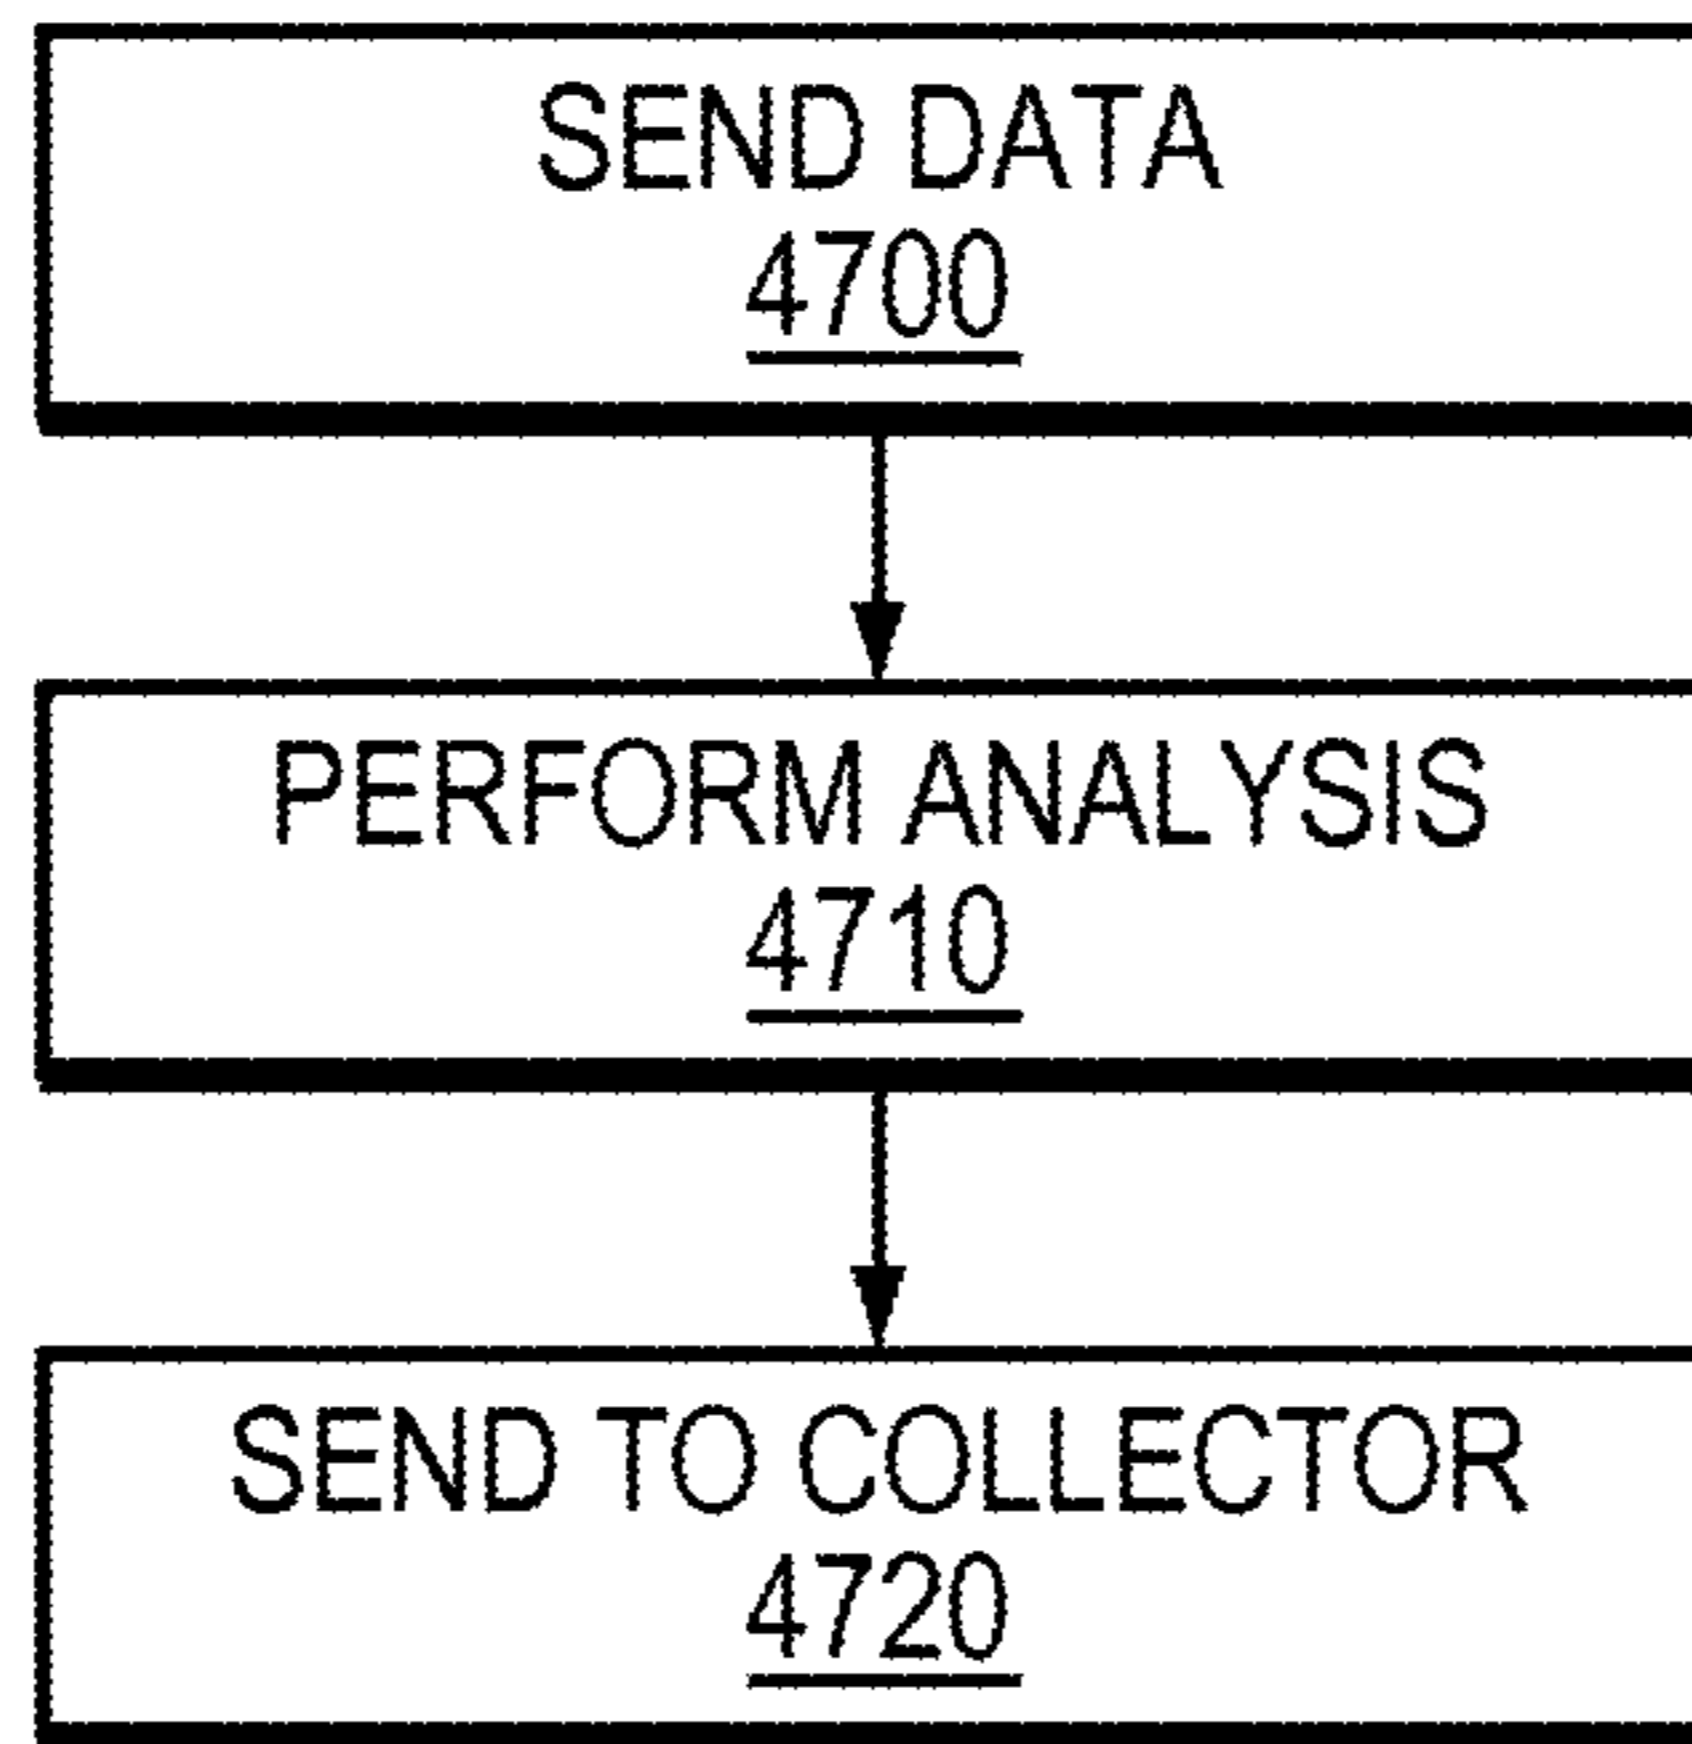 SEND DATA
4700
PERFORM ANALYSIS
4710
SEND TO COLLECTOR
4720